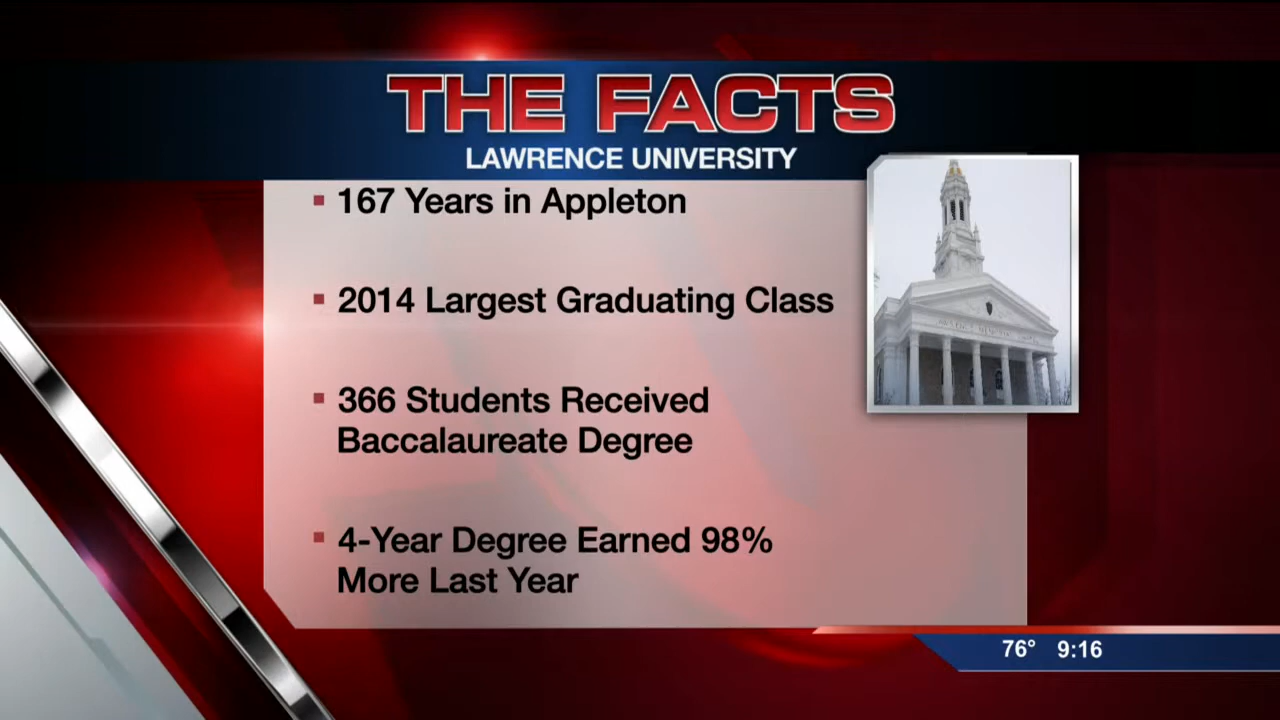 THE FACTS
LAWRENCE UNIVERSITY
167 Years in Appleton
2014 Largest Graduating Class
366 Students Received
Baccalaureate Degree
4-Year Degree Earned 98%
More Last Year
76° 9:16